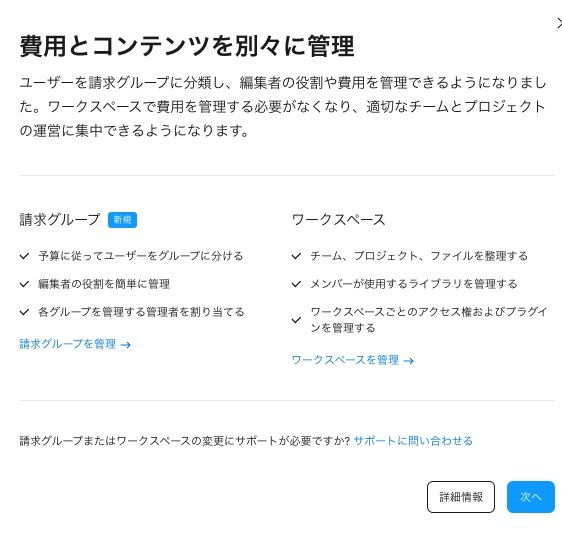 費用とコンテンツを別々に管理
ユーザーを請求グループに分類し、編集者の役割や費用を管理できるようになりまし
た。ワークスペースで費用を管理する必要がなくなり、適切なチームとプロジェクト
の運営に集中できるようになります。
請求グループ 新規
予算に従ってユーザーをグループに分ける
編集者の役割を簡単に管理
各グループを管理する管理者を割り当てる
請求グループを管理 →
ワークスペース
チーム、プロジェクト、ファイルを整理する
メンバーが使用するライブラリを管理する
ワークスペースごとのアクセス権およびプラグイ
ンを管理する
ワークスペースを管理 →
請求グループまたはワークスペースの変更にサポートが必要ですか? サポートに問い合わせる
詳細情報
次へ